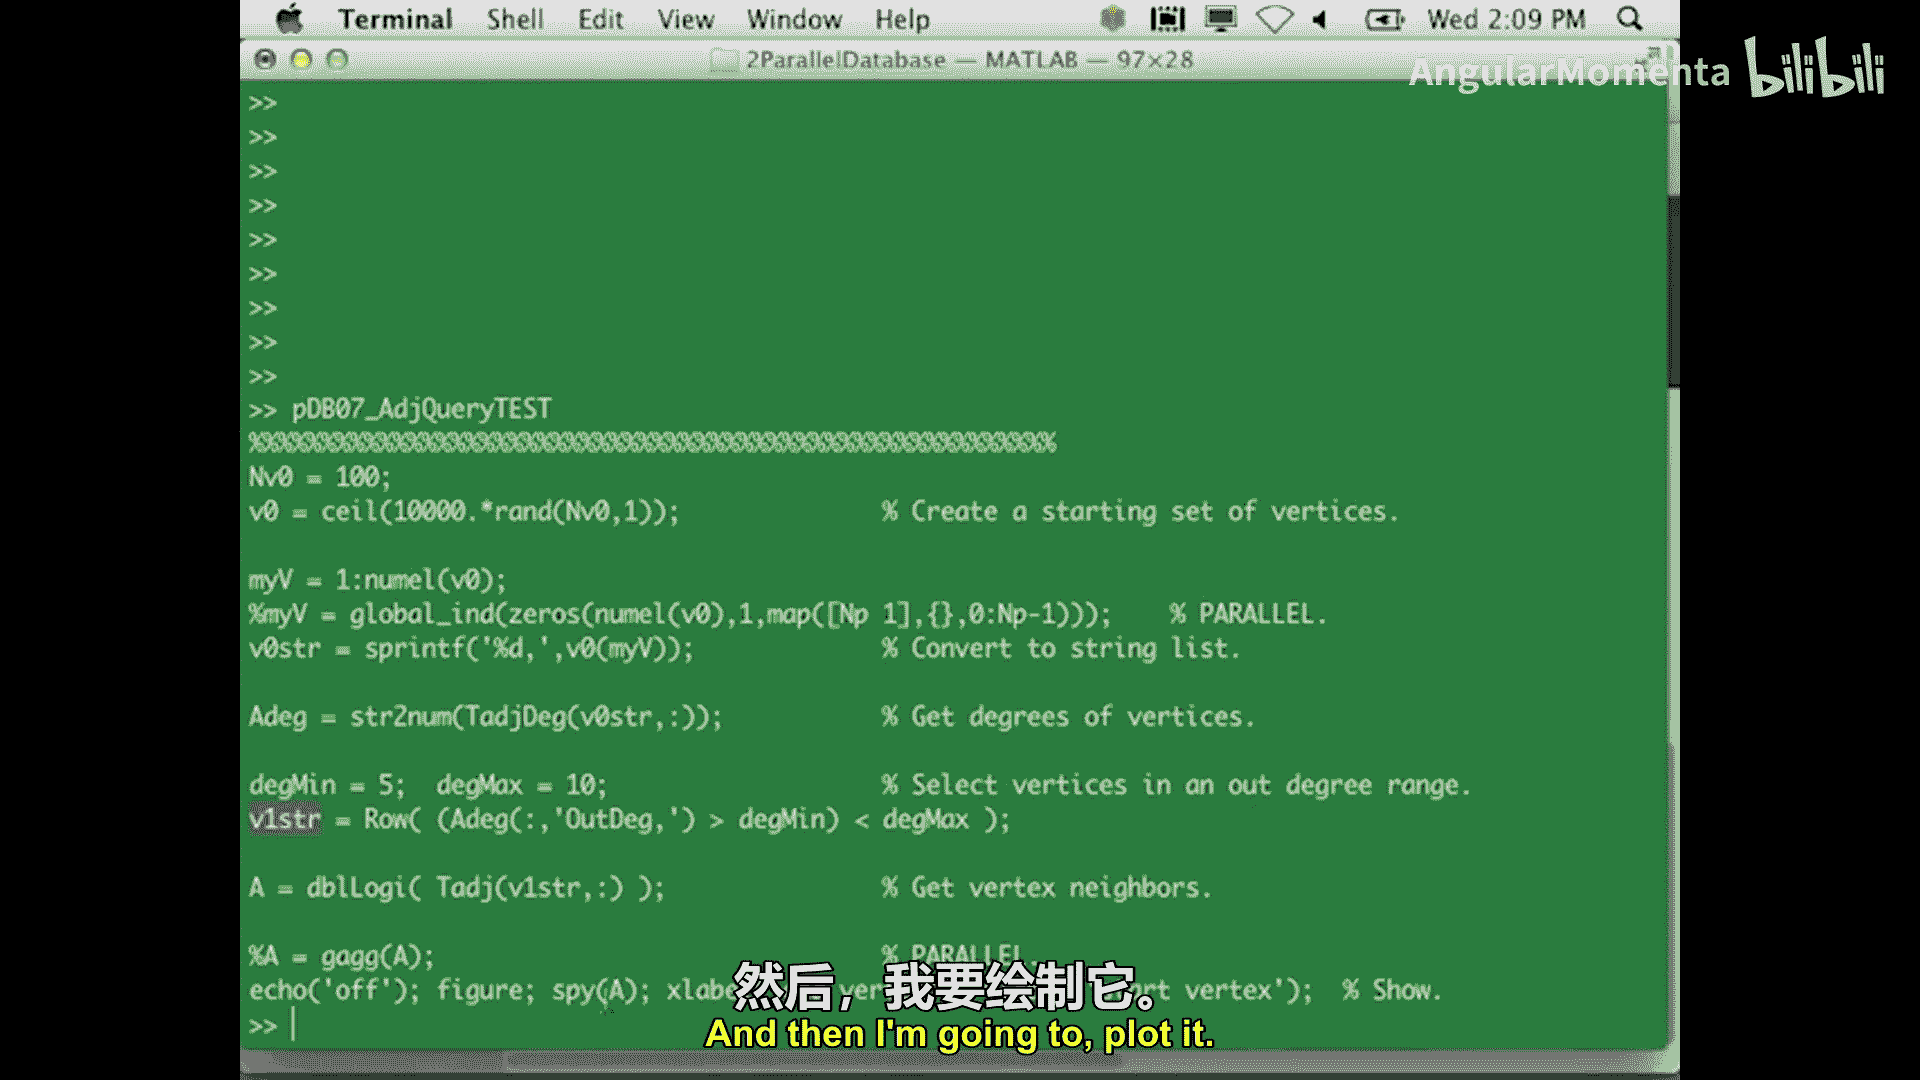 Terminal Shell Edit View Window Help Wed 2:09 PM
2ParallelDatabase — MATLAB — 97×28
AngularMomenta bilibili
>>
>>
>>
>>
>>
>>
>>
>>
>>
>> pDB07_AdjQueryTEST
%%%%%%%%%%%%%%%%%%%%%%%%%%%%%%%%%%%%%%%%%%%%%%%%%%%%%%%%
Nv0 = 100;
v0 = ceil(10000.*rand(Nv0,1)); % Create a starting set of vertices.
myV = 1:numel(v0);
%myV = global_ind(zeros(numel(v0),1,map([Np 1],{},0:Np-1))); % PARALLEL.
v0str = sprintf('%d,',v0(myV)); % Convert to string list.
Adeg = str2num(TadjDeg(v0str,:)); % Get degrees of vertices.
degMin = 5; degMax = 10; % Select vertices in an out degree range.
v1str = Row( (Adeg(:,'OutDeg,') > degMin) < degMax );
A = dblLogi( Tadj(v1str,:) ); % Get vertex neighbors.
%A = gagg(A); % PARALLEL.
echo('off'); figure; spy(A); xlabe ver art vertex'); % Show.
>>
然后，我要绘制它。
And then I'm going to, plot it.